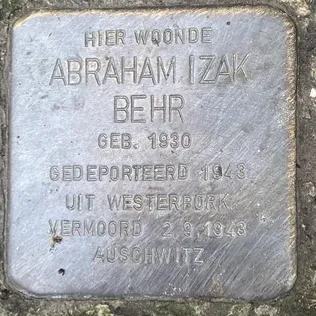 HIER WOONDE
ABRAHAM IZAK
BEHR
GEB. 1930
GEDEPORTEERD 1943
UIT WESTERBORK
VERMOORD 2.9.1943
AUSCHWITZ